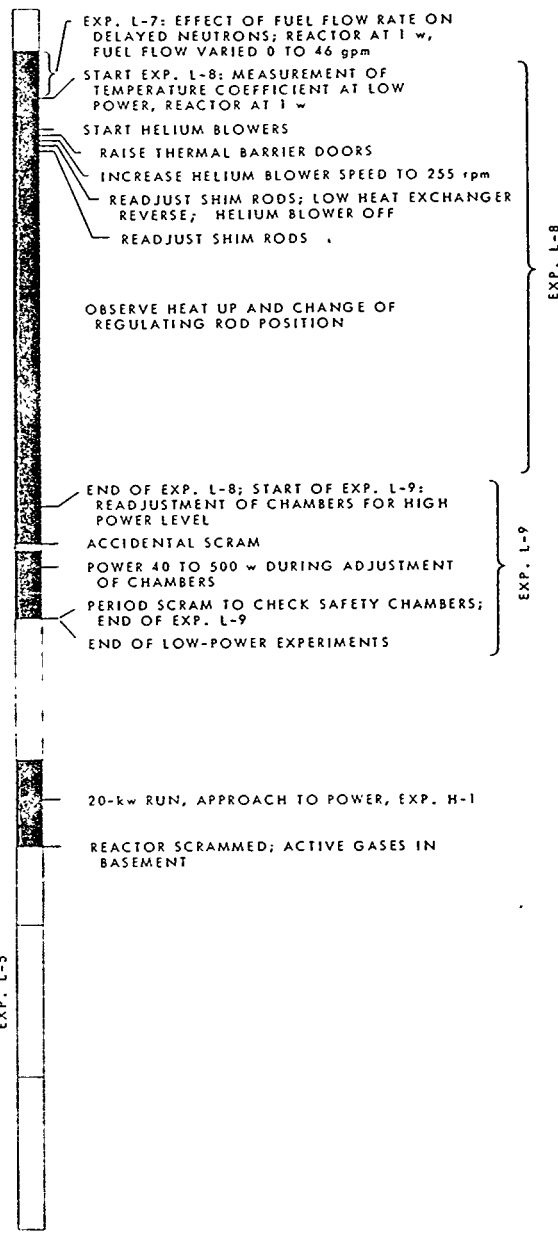 EXP. L-7: EFFECT OF FUEL FLOW RATE ON
DELAYED NEUTRONS; REACTOR AT 1 w,
FUEL FLOW VARIED 0 TO 46 gpm
START EXP. L-8: MEASUREMENT OF
TEMPERATURE COEFFICIENT AT LOW
POWER, REACTOR AT 1 w
START HELIUM BLOWERS
RAISE THERMAL BARRIER DOORS
INCREASE HELIUM BLOWER SPEED TO 255 rpm
READJUST SHIM RODS; LOW HEAT EXCHANGER
REVERSE; HELIUM BLOWER OFF
READJUST SHIM RODS
EXP. L-8
OBSERVE HEAT UP AND CHANGE OF
REGULATING ROD POSITION
END OF EXP. L-8; START OF EXP. L-9:
READJUSTMENT OF CHAMBERS FOR HIGH
POWER LEVEL
ACCIDENTAL SCRAM
POWER 40 TO 500 w DURING ADJUSTMENT
OF CHAMBERS
EXP. L-9
PERIOD SCRAM TO CHECK SAFETY CHAMBERS;
END OF EXP. L-9
END OF LOW-POWER EXPERIMENTS
20-kw RUN, APPROACH TO POWER, EXP. H-1
REACTOR SCRAMMED; ACTIVE GASES IN
BASEMENT
EXP. L-5